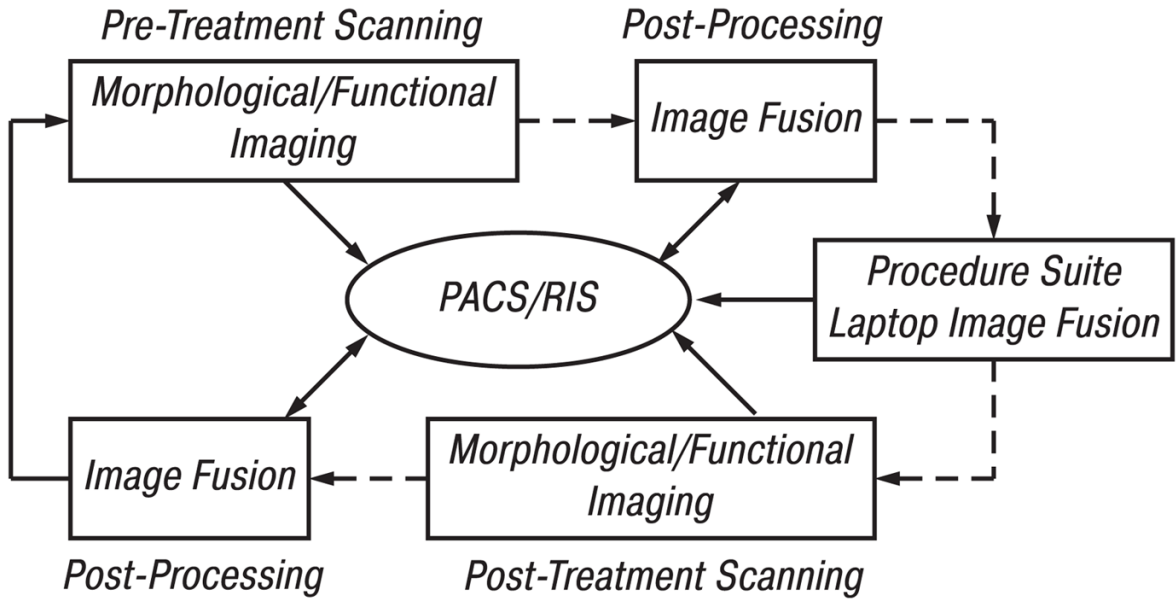 Pre-Treatment Scanning
Post-Processing
Morphological/Functional
Imaging
Image Fusion
PACS/RIS
Procedure Suite
Laptop Image Fusion
Image Fusion
Morphological/Functional
Imaging
Post-Processing
Post-Treatment Scanning